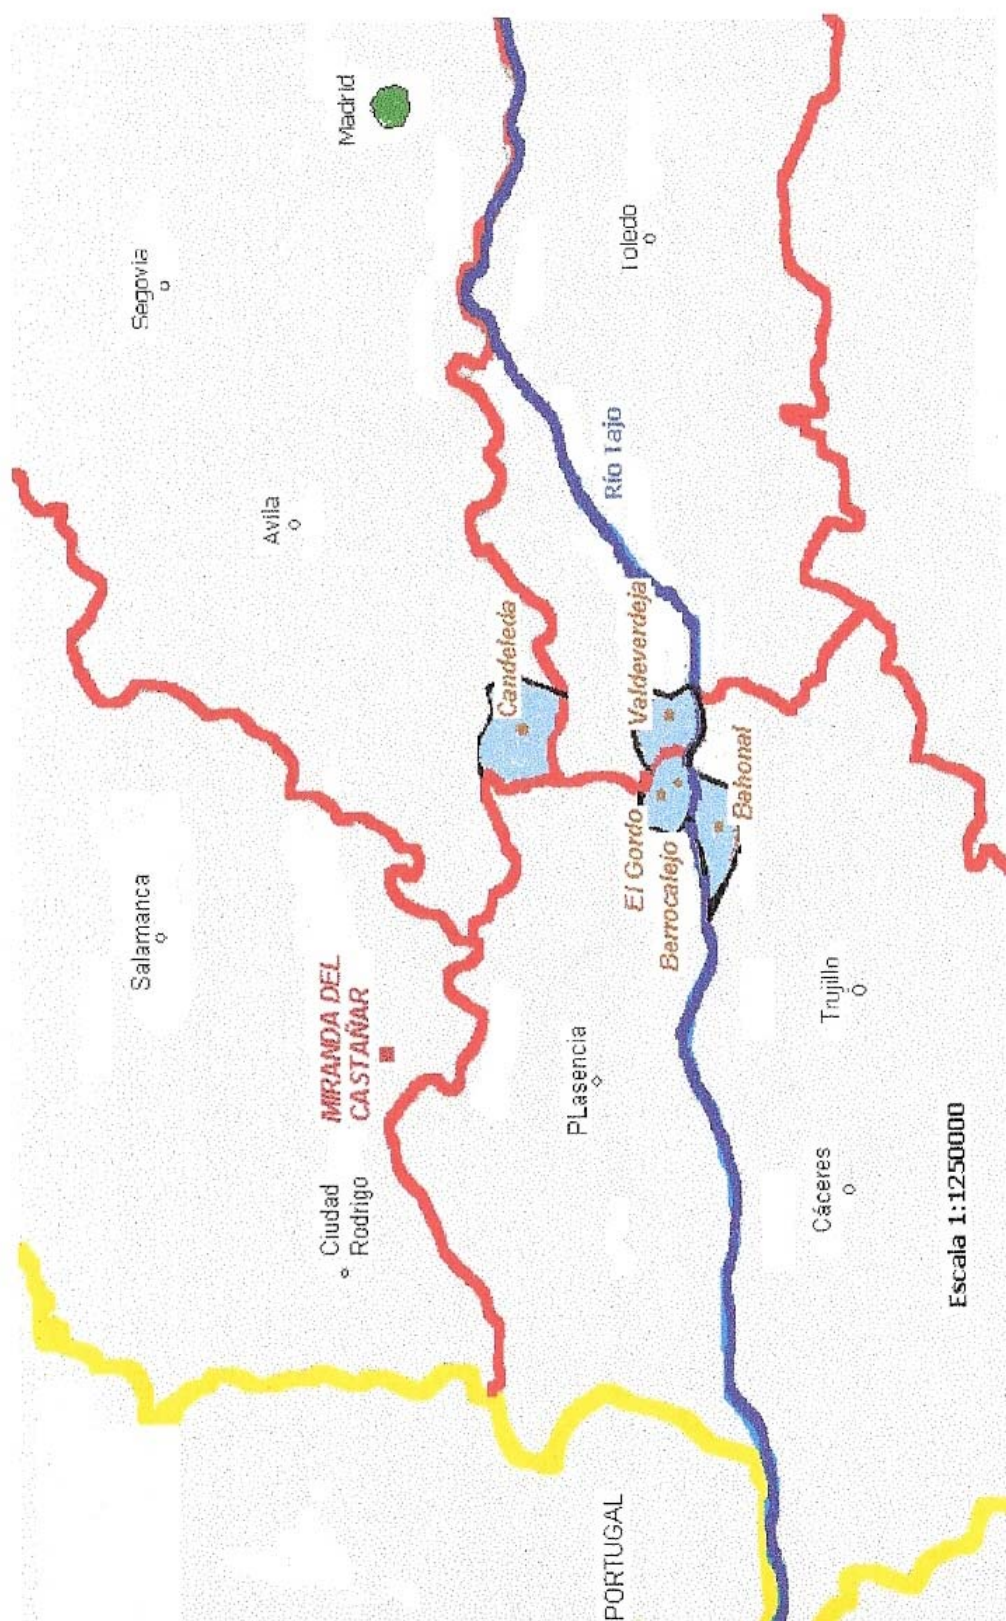 Salamanca
Segovia
Avila
Madrid
MIRANDA DEL
CASTAÑAR
Ciudad
Rodrigo
Candeleda
PLasencia
PORTUGAL
El Gordo
Valdeverdeja
Río Tajo
Toledo
Berrocalejo
Bahonal
Cáceres
Trujillo
Escala 1:1250000